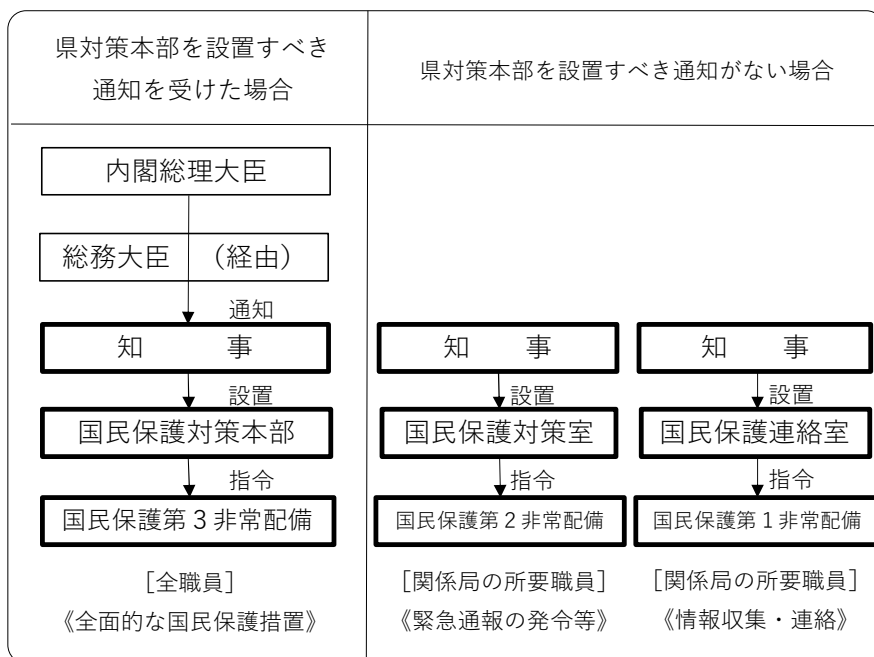 県対策本部を設置すべき
通知を受けた場合
県対策本部を設置すべき通知がない場合
内閣総理大臣
総務大臣 （経由）
通知
知　　事
設置
国民保護対策本部
指令
国民保護第３非常配備
［全職員］
《全面的な国民保護措置》
知　　事
設置
国民保護対策室
指令
国民保護第２非常配備
［関係局の所要職員］
《緊急通報の発令等》
知　　事
設置
国民保護連絡室
指令
国民保護第１非常配備
［関係局の所要職員］
《情報収集・連絡》